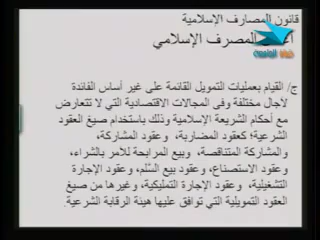 قانون المصارف الإسلامية
المصرف الإسلامي
ج/ القيام بعمليات التمويل القائمة على غير أساس الفائدة
لآجال مختلفة وفى المجالات الاقتصادية التي لا تتعارض
مع أحكام الشريعة الإسلامية وذلك باستخدام صيغ العقود
الشرعية؛ كعقود المضاربة، وعقود المشاركة،
والمشاركة المتناقصة، وبيع المرابحة للآمر بالشراء،
وعقود الاستصناع، وعقود بيع السَلَم، وعقود الإجارة
التشغيلية، وعقود الإجارة التمليكية، وغيرها من صيغ
العقود التمويلية التي توافق عليها هيئة الرقابة الشرعية.